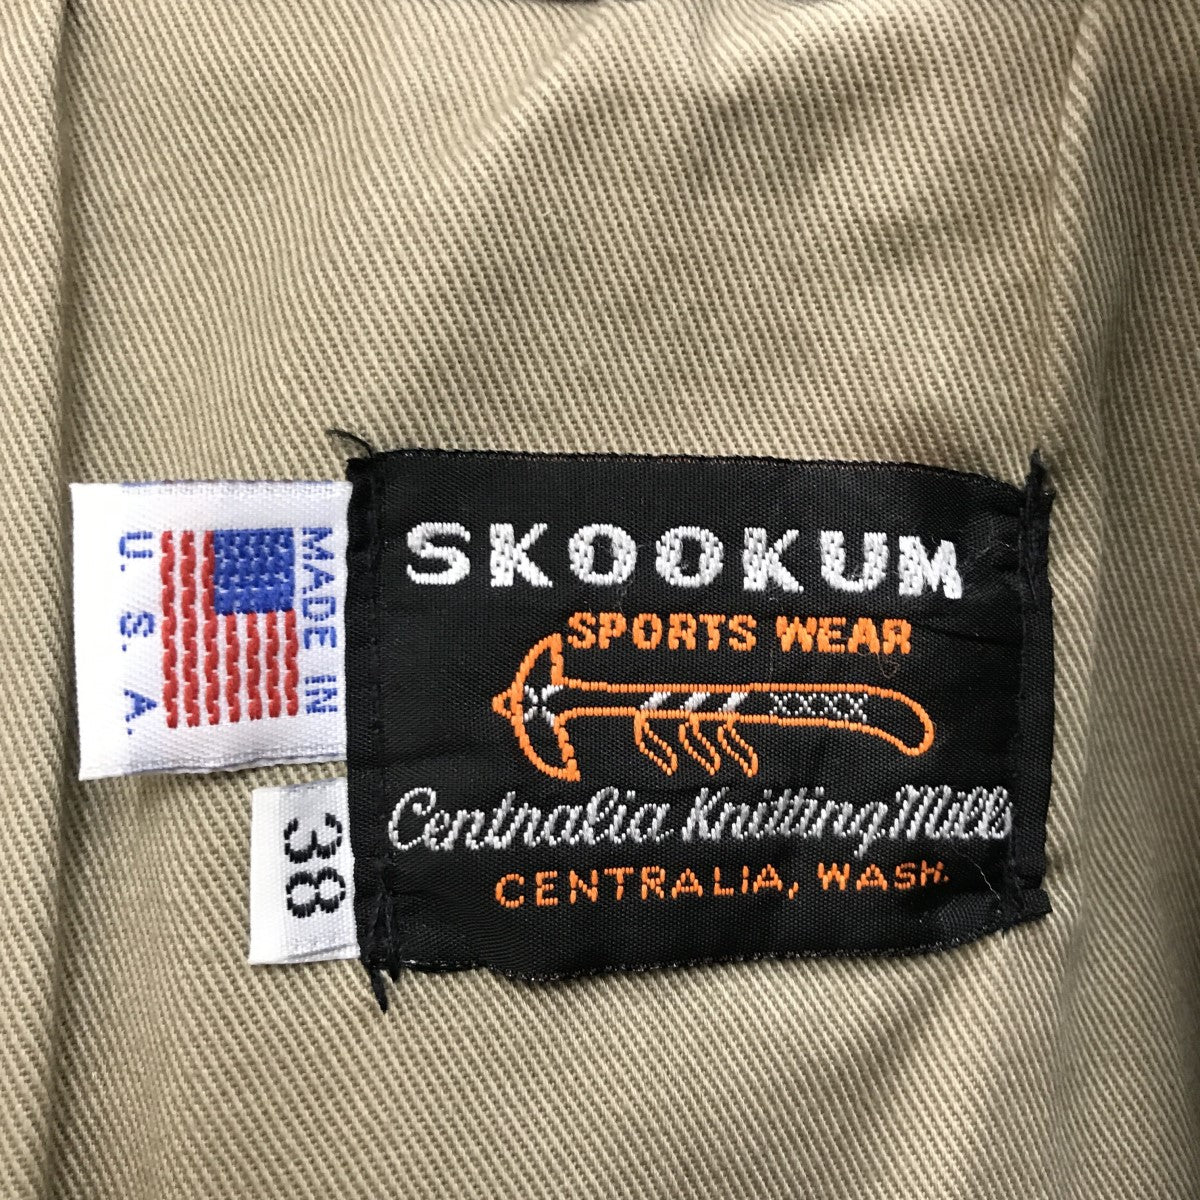 SKOOKUM
SPORTS WEAR
Centralia Knitting Mills
CENTRALIA, WASH.
MADE IN
U. S. A.
38